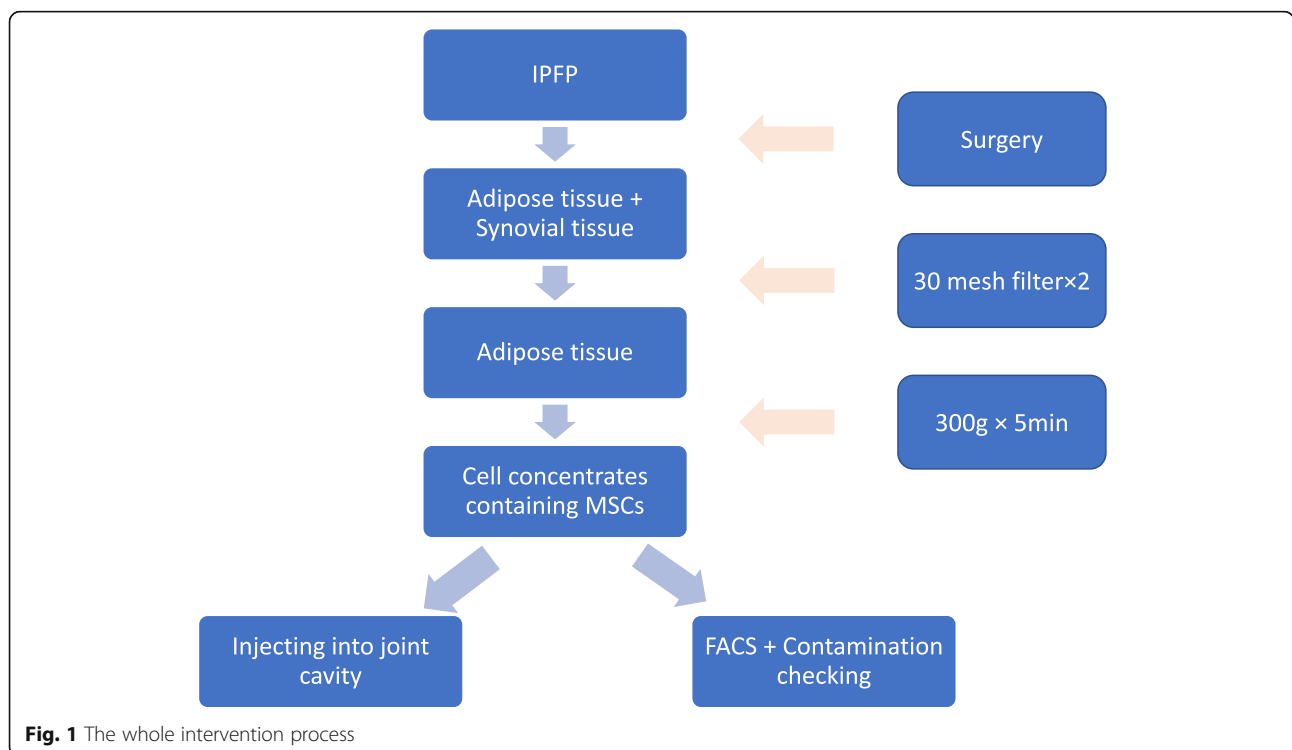 IPFP
Surgery
Adipose tissue +
Synovial tissue
30 mesh filter×2
Adipose tissue
300g × 5min
Cell concentrates
containing MSCs
Injecting into joint
cavity
FACS + Contamination
checking
Fig. 1 The whole intervention process